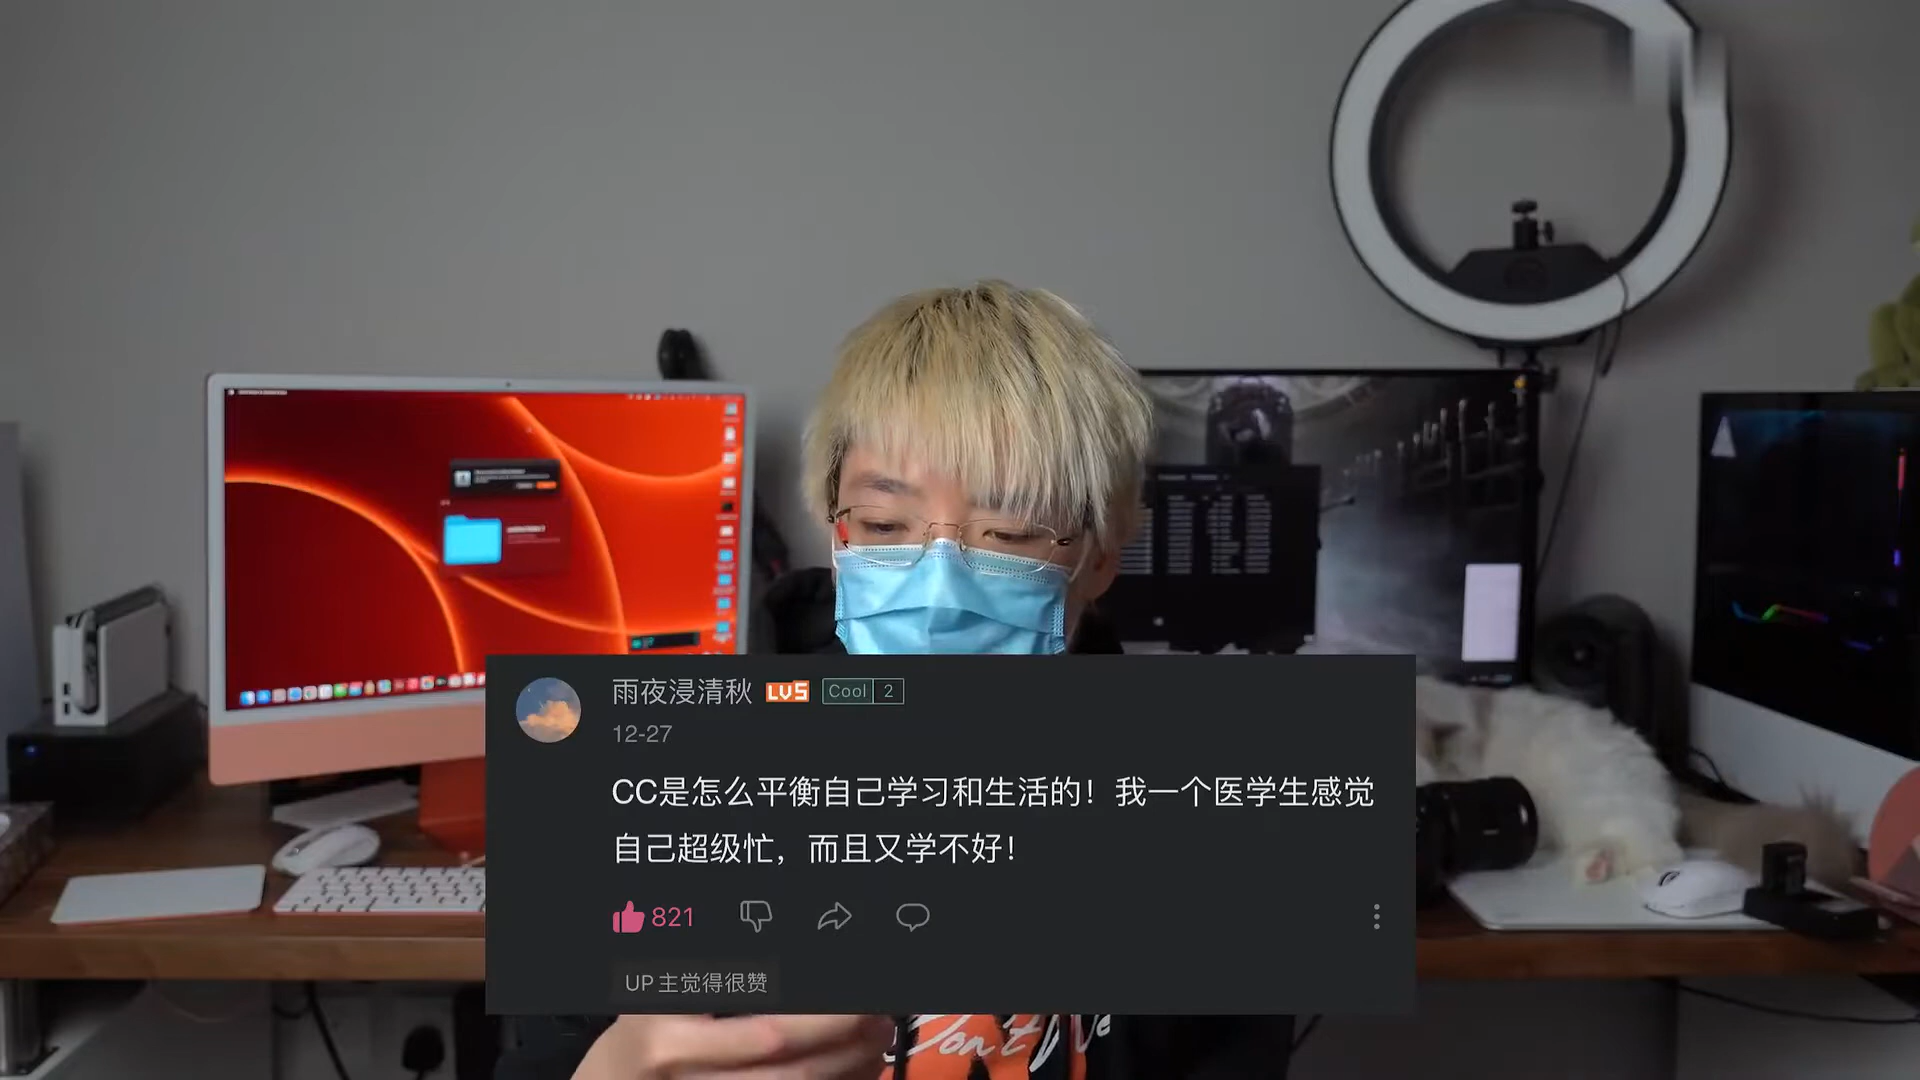 雨夜浸清秋 LV5 Cool 2
12-27
CC是怎么平衡自己学习和生活的！我一个医学生感觉
自己超级忙，而且又学不好！
821
UP主觉得很赞
Don't